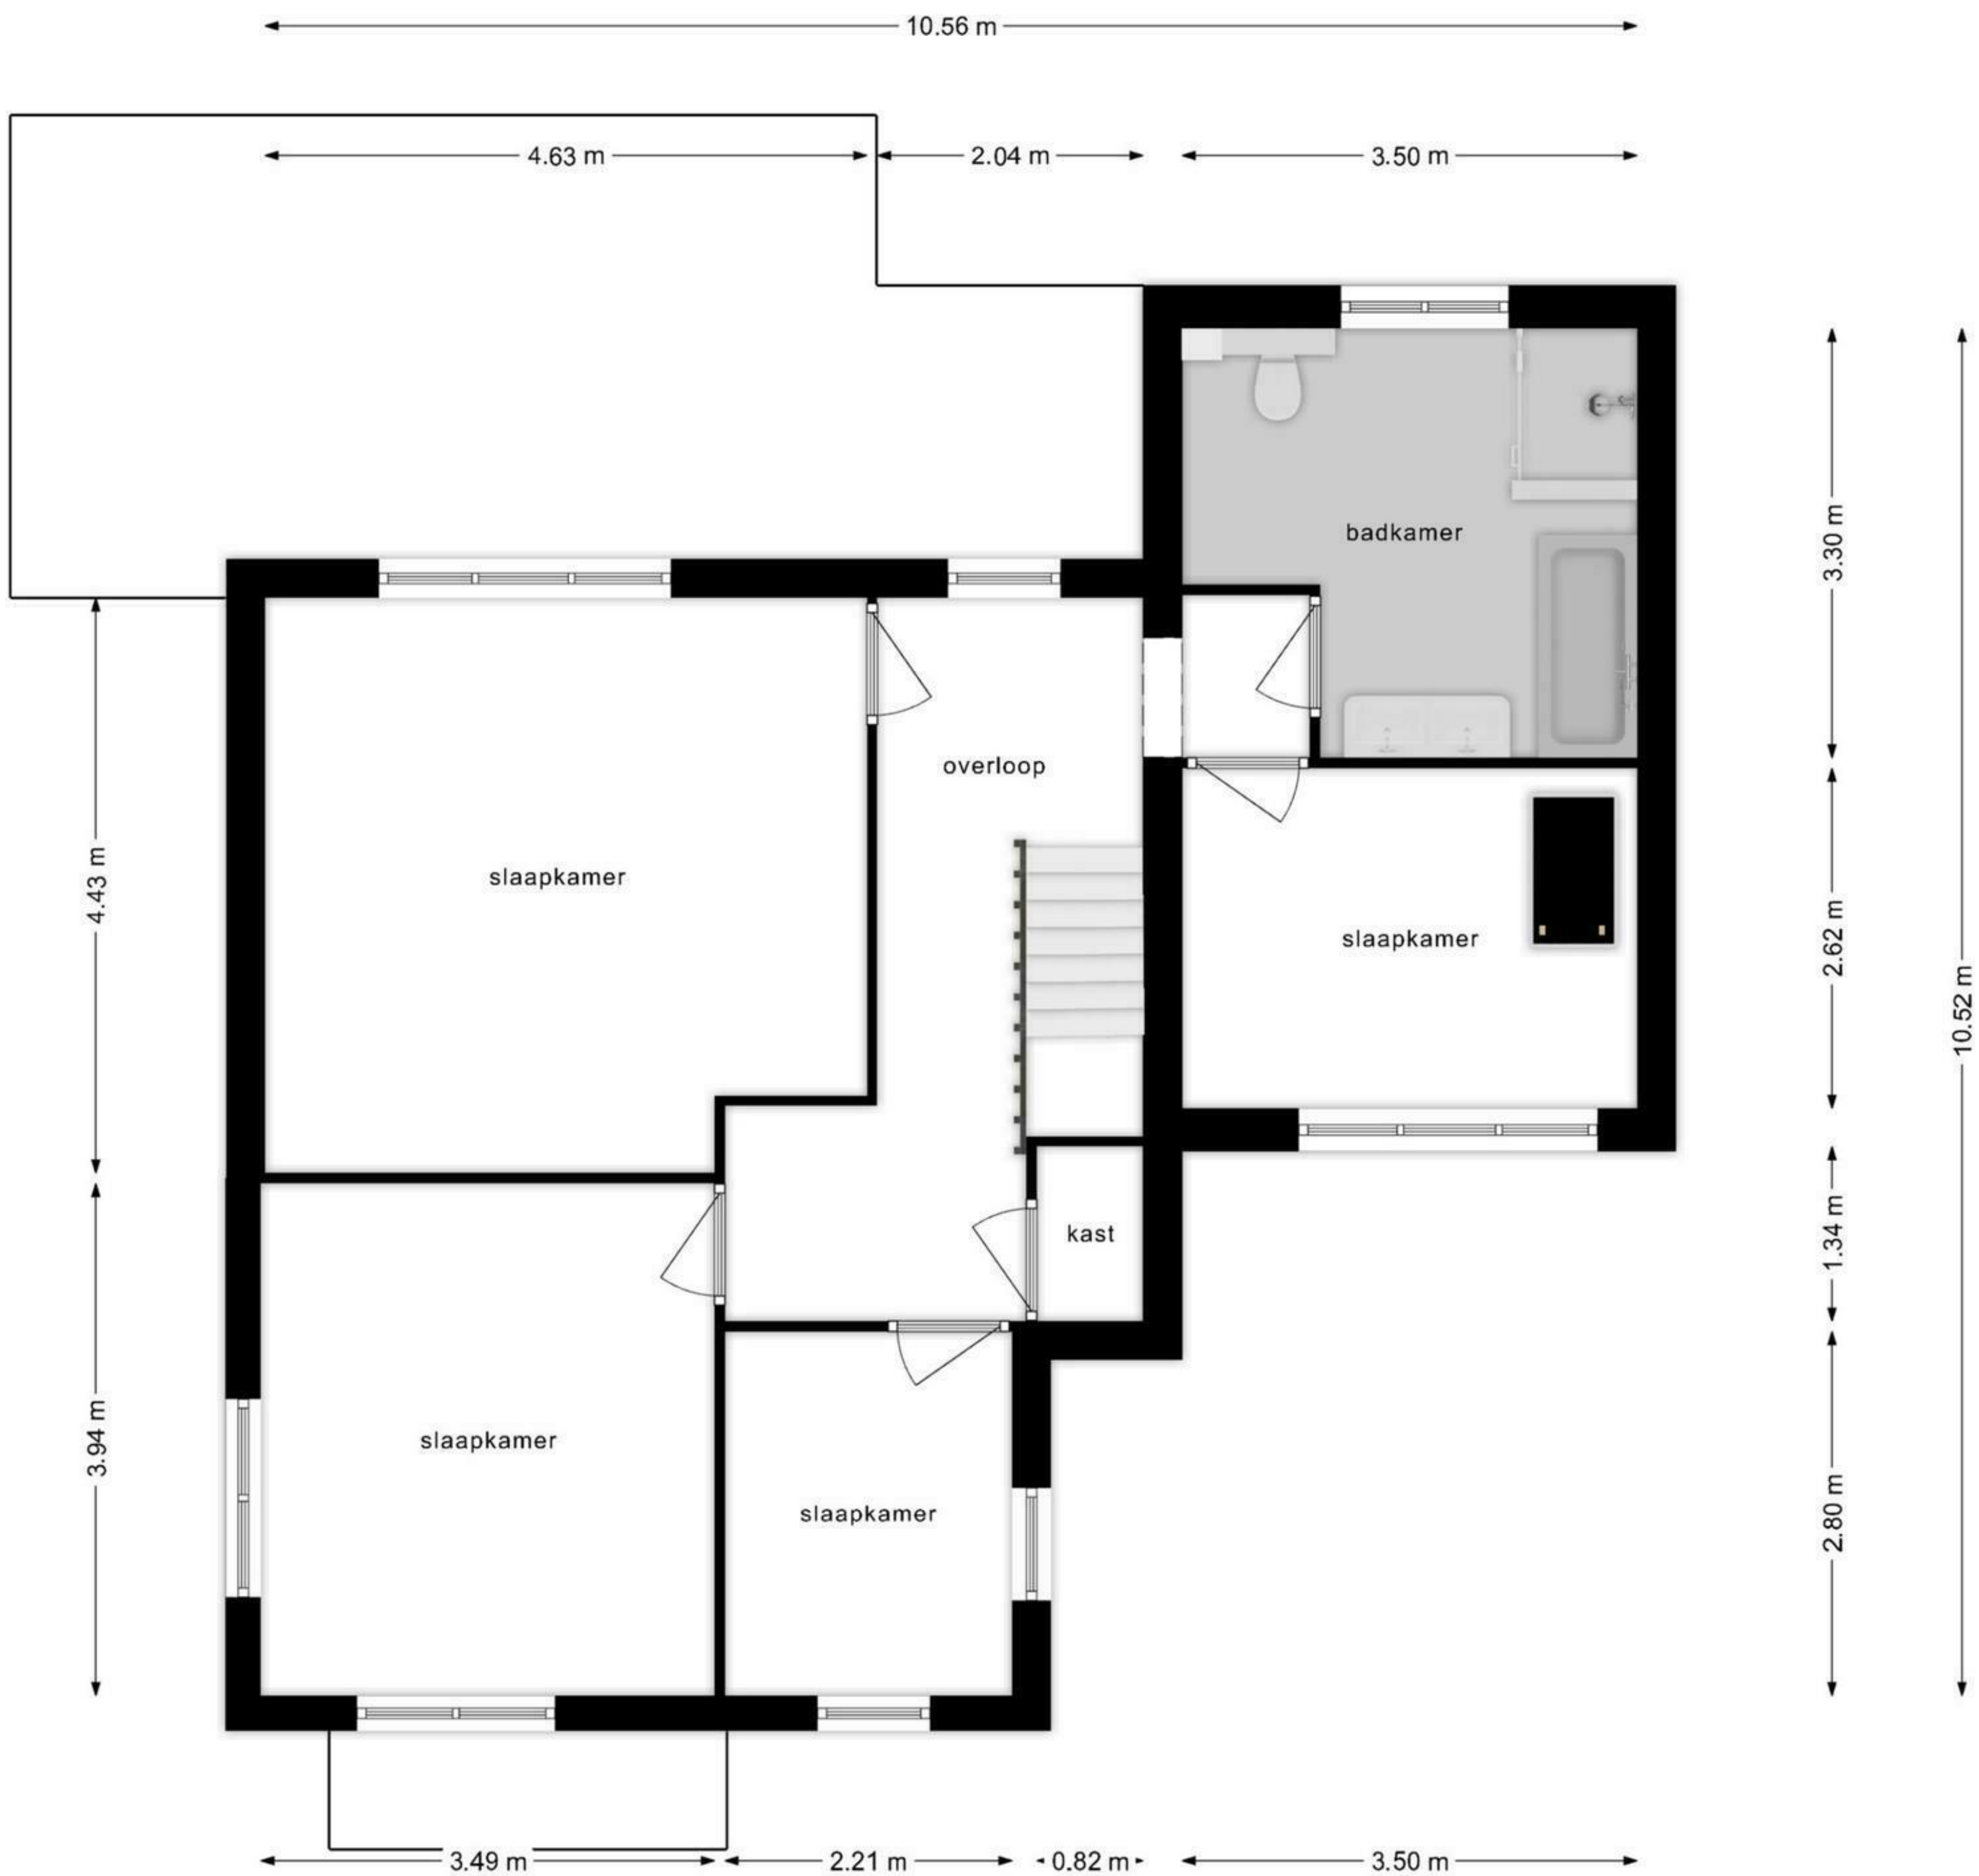 10.56 m
4.63 m
2.04 m
3.50 m
badkamer
3.30 m
overloop
slaapkamer
4.43 m
slaapkamer
2.62 m
10.52 m
kast
1.34 m
slaapkamer
3.94 m
slaapkamer
2.80 m
3.49 m
2.21 m
0.82 m
3.50 m